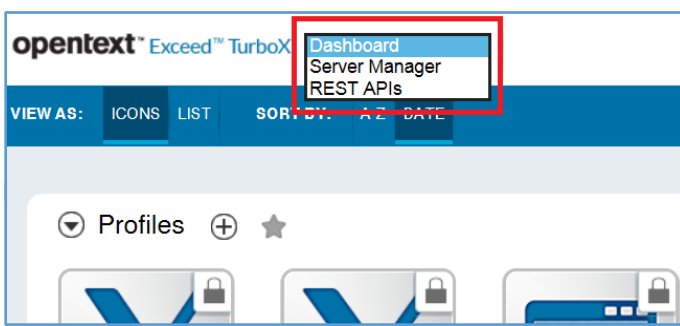 opentext™ Exceed™ TurboX
Dashboard
Server Manager
REST APIs
VIEW AS: ICONS LIST SORT BY: A-Z DATE
Profiles